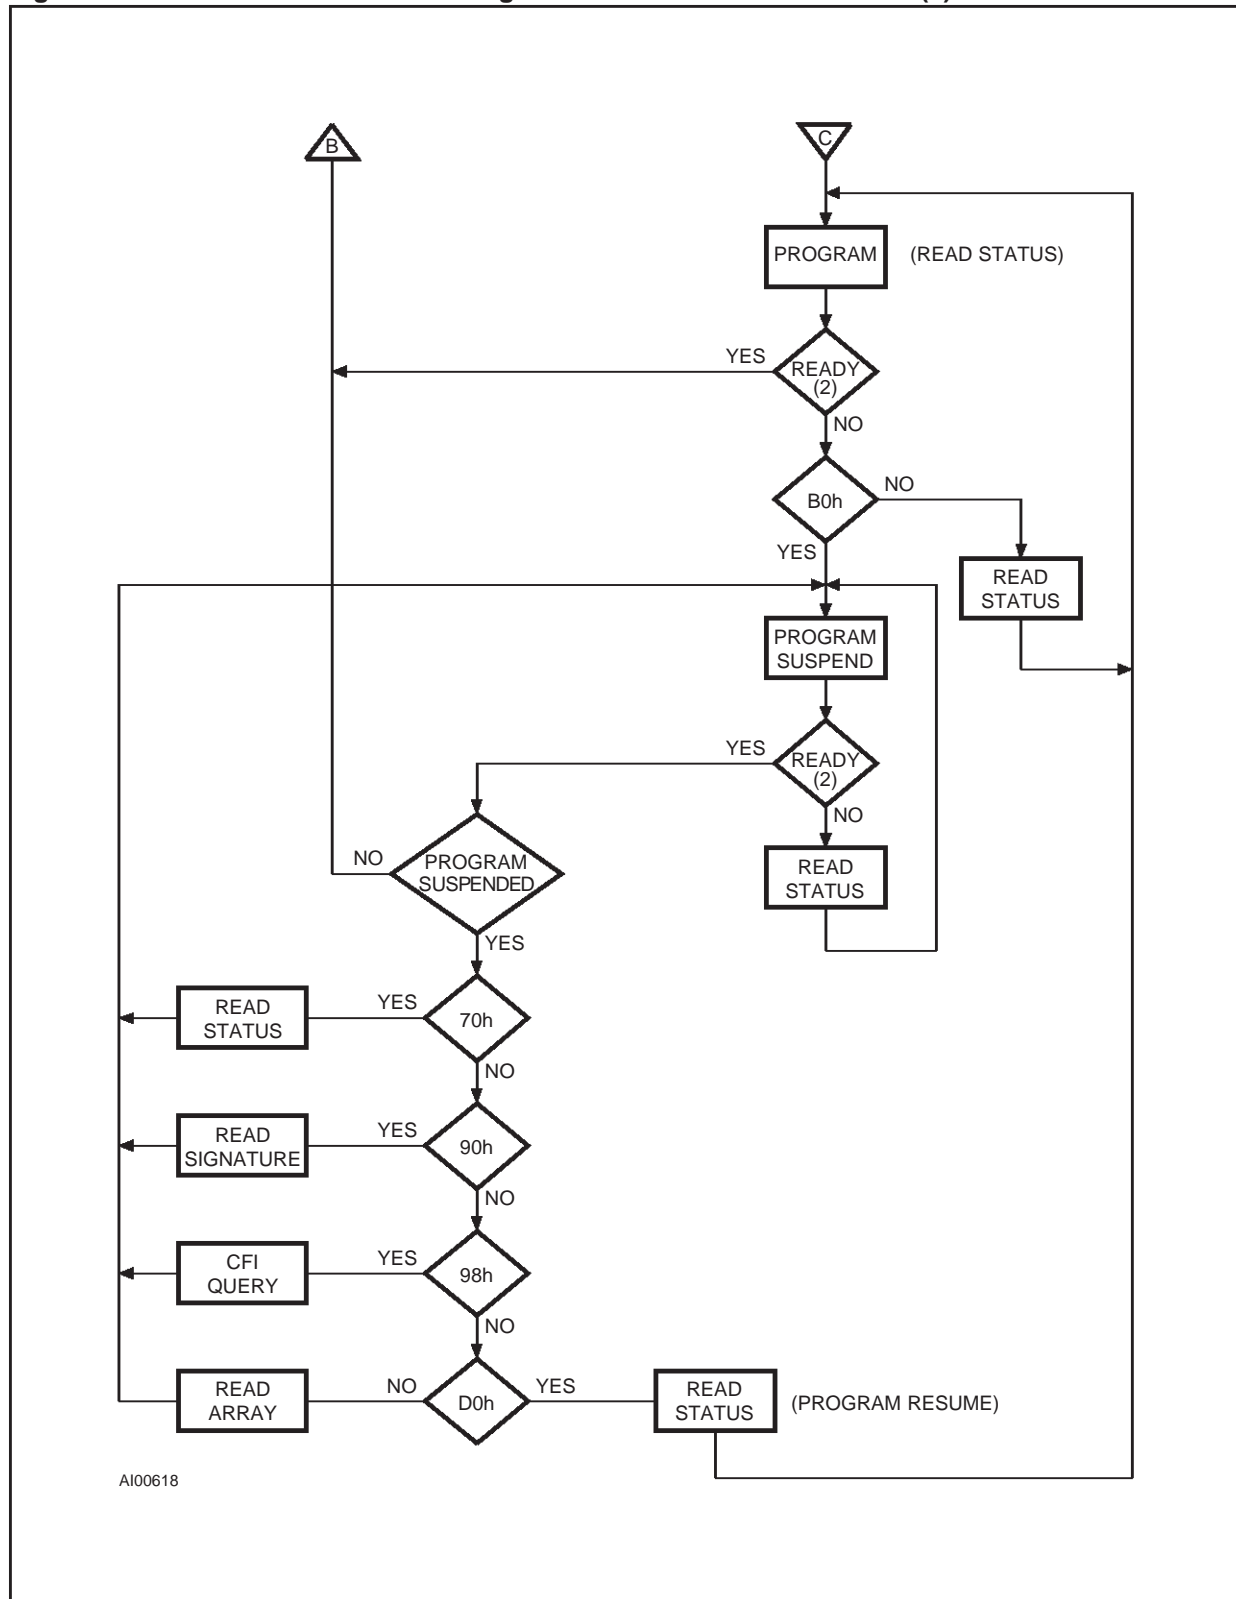 B
C
PROGRAM
(READ STATUS)
YES
READY
(2)
NO
B0h
NO
YES
READ
STATUS
PROGRAM
SUSPEND
YES
READY
(2)
NO
NO
PROGRAM
SUSPENDED
READ
STATUS
YES
READ
STATUS
YES
70h
NO
READ
SIGNATURE
YES
90h
NO
CFI
QUERY
YES
98h
NO
READ
ARRAY
NO
D0h
YES
READ
STATUS
(PROGRAM RESUME)
AI00618